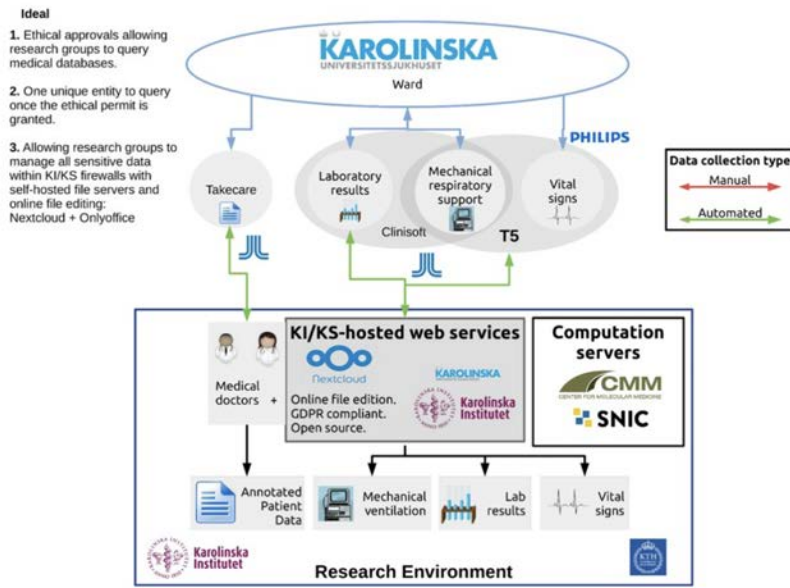 Ideal
1. Ethical approvals allowing
research groups to query
medical databases.
2. One unique entity to query
once the ethical permit is
granted.
3. Allowing research groups to
manage all sensitive data
within KI/KS firewalls with
self-hosted file servers and
online file editing:
Nextcloud + Onlyoffice
KAROLINSKA
UNIVERSITETSSJUKHUSET
Ward
PHILIPS
Takecare
Laboratory
results
Mechanical
respiratory
support
Vital
signs
Clinisoft
T5
Data collection type
Manual
Automated
Medical
doctors +
KI/KS-hosted web services
Nextcloud
KAROLINSKA
Online file edition.
GDPR compliant.
Open source.
Karolinska
Institutet
Computation
servers
CMM
CENTER FOR MOLECULAR MEDICINE
SNIC
Annotated
Patient
Data
Mechanical
ventilation
Lab
results
Vital
signs
Karolinska
Institutet
Research Environment
KTH